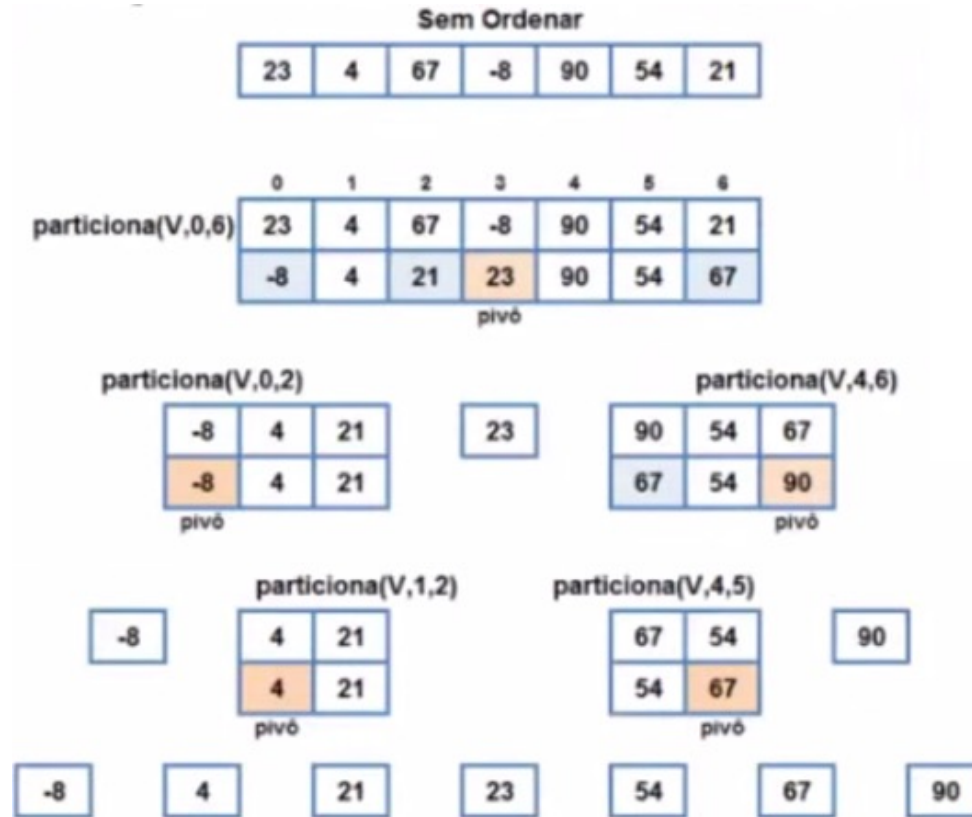 Sem Ordenar
23 4 67 -8 90 54 21
0 1 2 3 4 5 6
particiona(V,0,6) 23 4 67 -8 90 54 21
-8 4 21 23 90 54 67
pivô
particiona(V,0,2) particiona(V,4,6)
-8 4 21 23 90 54 67
-8 4 21 67 54 90
pivô pivô
particiona(V,1,2) particiona(V,4,5)
-8 4 21 67 54 90
4 21 54 67
pivô pivô
-8 4 21 23 54 67 90